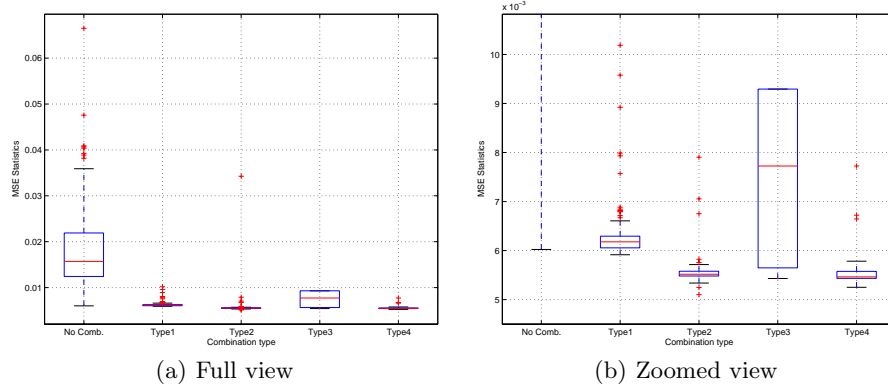 0.06
0.05
0.04
0.03
0.02
0.01
MSE Statistics
No Comb. Type1 Type2 Type3 Type4
Combination type
(a) Full view
x 10⁻³
10
9
8
7
6
5
MSE Statistics
No Comb. Type1 Type2 Type3 Type4
Combination type
(b) Zoomed view